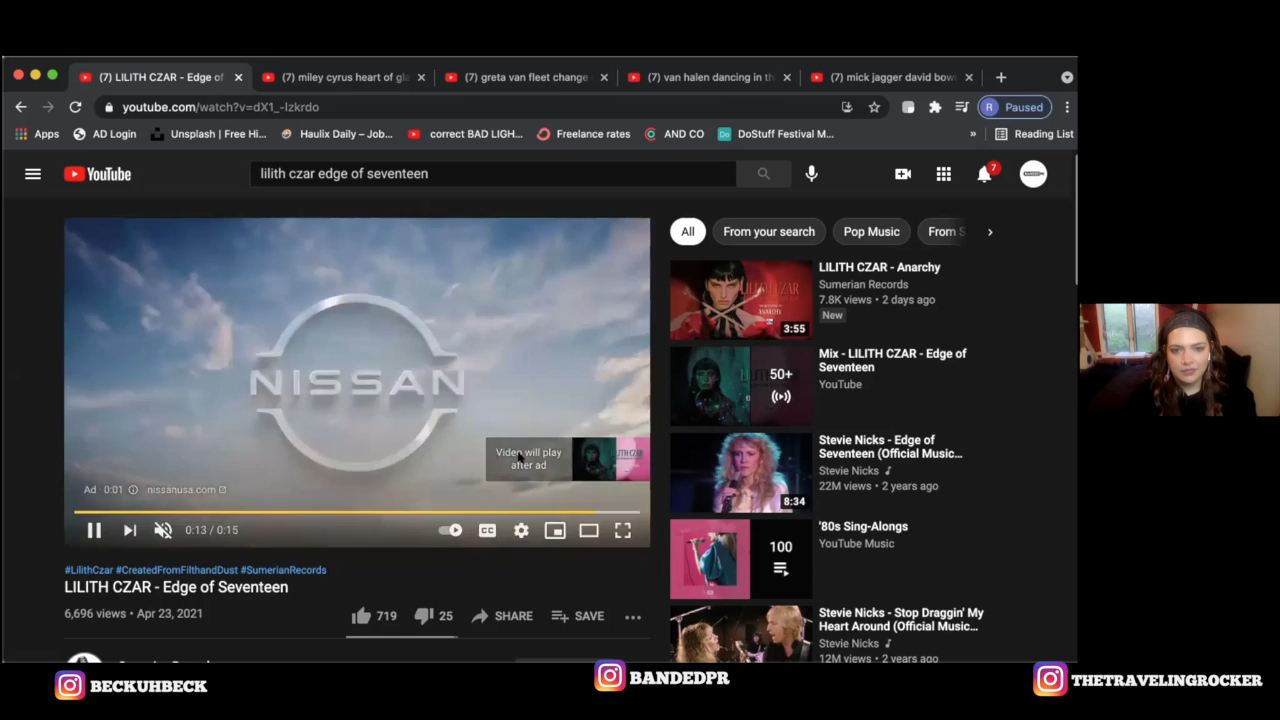 (7) LILITH CZAR - Edge of
(7) miley cyrus heart of gla
(7) greta van fleet change
(7) van halen dancing in th
(7) mick jagger david bowi
youtube.com/watch?v=dX1_-Izkrdo
R Paused
Apps
AD Login
Unsplash | Free Hi...
Haulix Daily – Job...
correct BAD LIGH...
Freelance rates
AND CO
Do
DoStuff Festival M...
»
Reading List
YouTube
lilith czar edge of seventeen
7
All
From your search
Pop Music
From S
NISSAN
Video will play
after ad
Ad · 0:01
nissanusa.com
0:13 / 0:15
CC
#LilithCzar #CreatedFromFilthandDust #SumerianRecords
LILITH CZAR - Edge of Seventeen
6,696 views • Apr 23, 2021
719
25
SHARE
SAVE
LILITH CZAR - Anarchy
Sumerian Records
7.8K views • 2 days ago
New
3:55
Mix - LILITH CZAR - Edge of
Seventeen
YouTube
50+
Stevie Nicks - Edge of
Seventeen (Official Music...
Stevie Nicks
22M views • 2 years ago
8:34
'80s Sing-Alongs
YouTube Music
100
Stevie Nicks - Stop Draggin' My
Heart Around (Official Music...
Stevie Nicks
12M views • 2 years ago
BECKUHBECK
BANDEDPR
THETRAVELINGROCKER